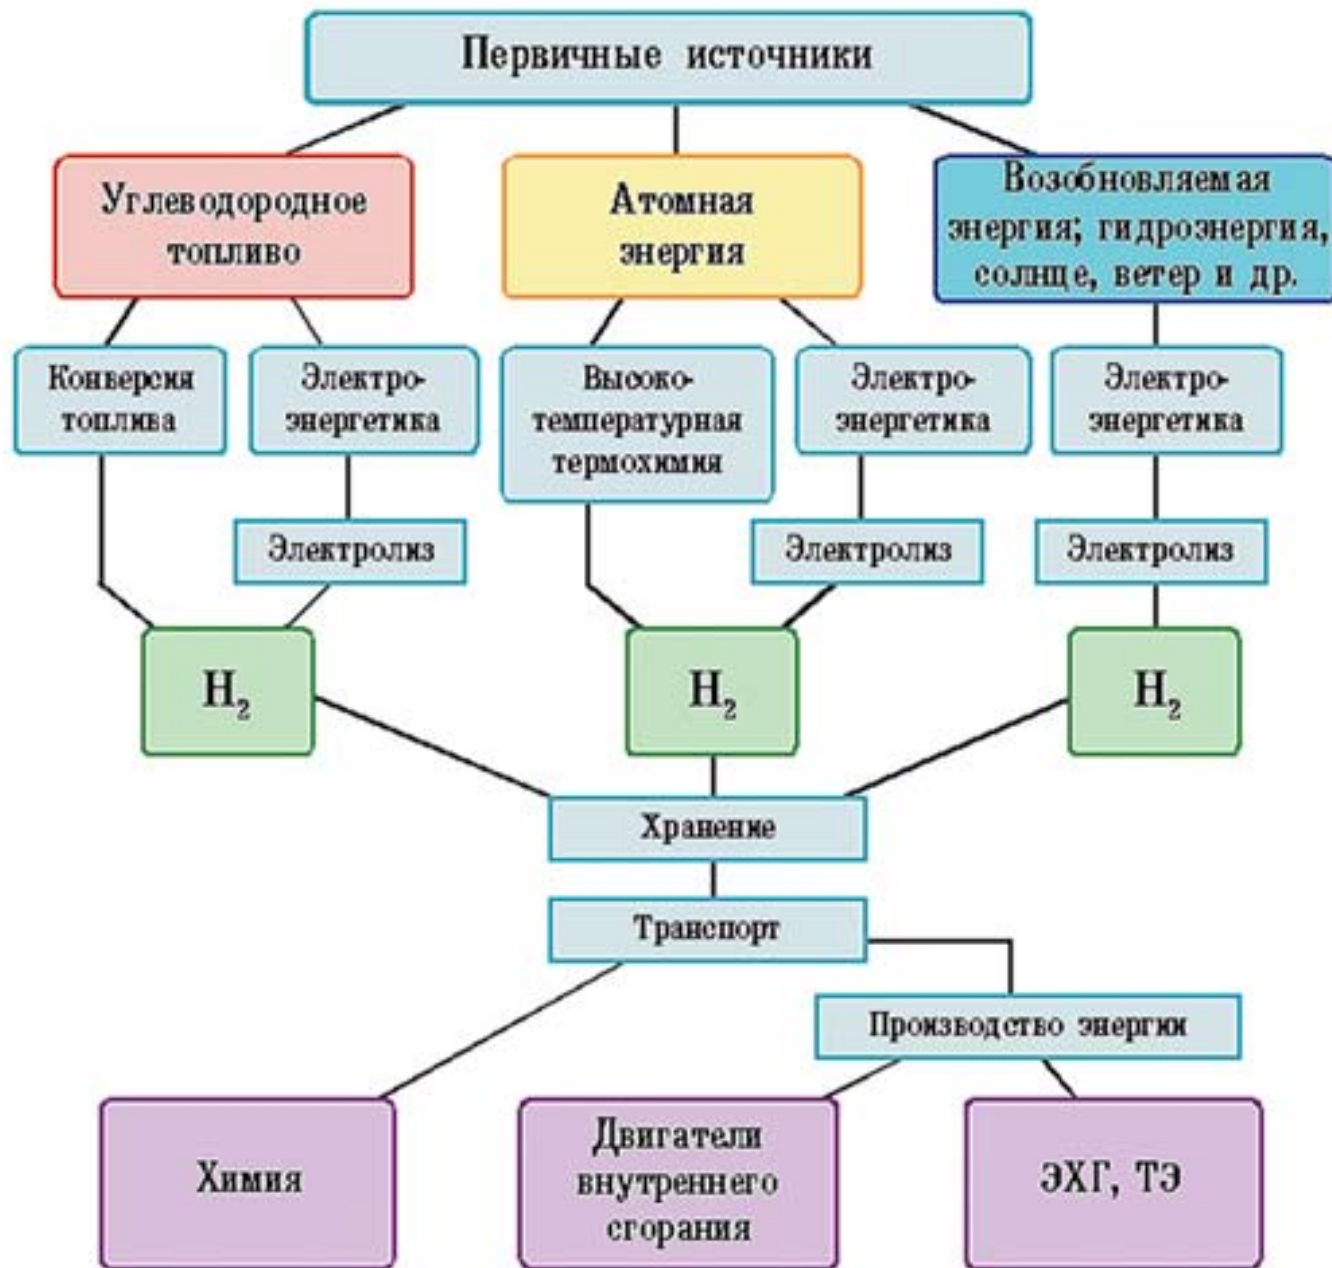 Первичные источники
Углеводородное
топливо
Атомная
энергия
Возобновляемая
энергия; гидроэнергия,
солнце, ветер и др.
Конверсия
топлива
Электро-
энергетика
Высоко-
температурная
термохимия
Электро-
энергетика
Электро-
энергетика
Электролиз
Электролиз
Электролиз
H₂
H₂
H₂
Хранение
Транспорт
Производство энергии
Химия
Двигатели
внутреннего
сгорания
ЭХГ, ТЭ